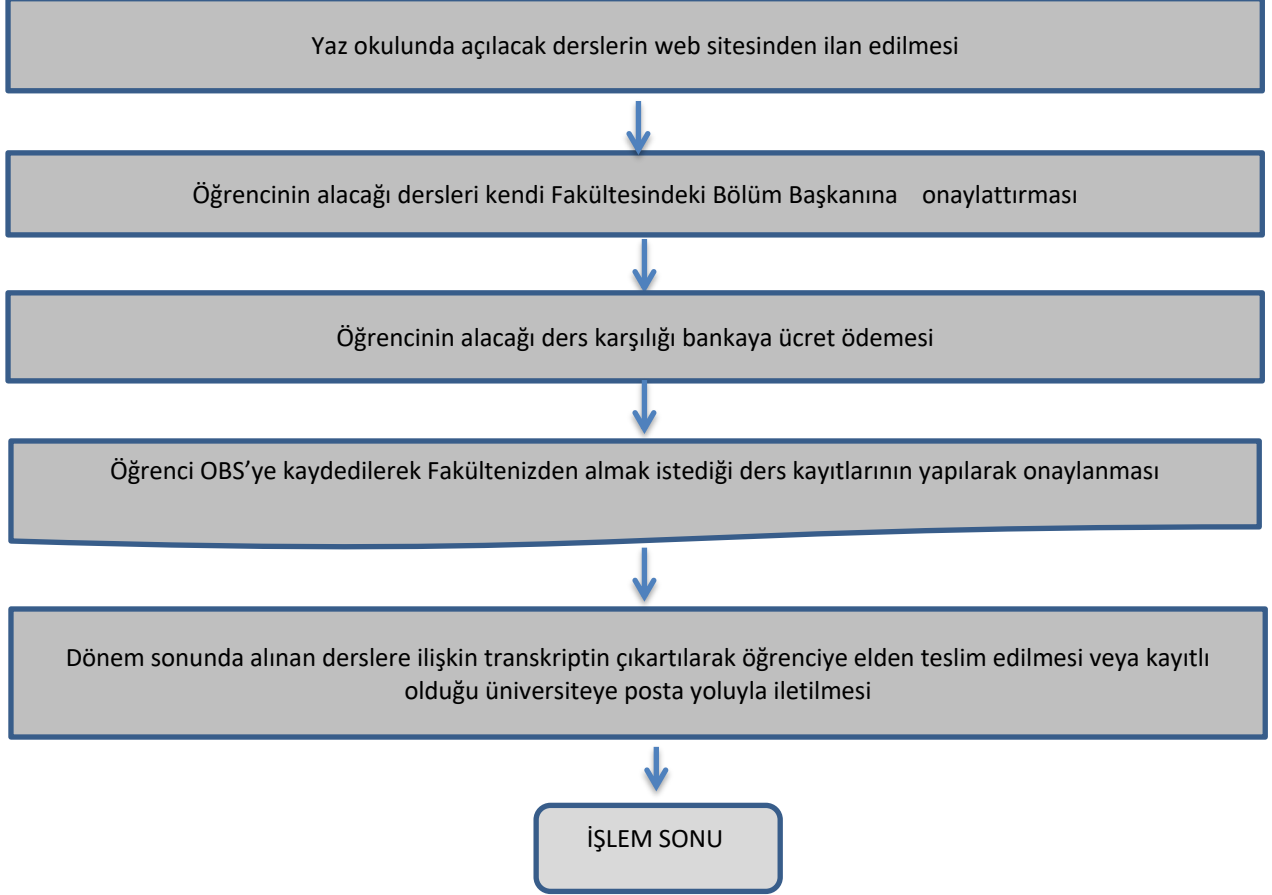 Yaz okulunda açılacak derslerin web sitesinden ilan edilmesi
Öğrencinin alacağı dersleri kendi Fakültesindeki Bölüm Başkanına onaylattırması
Öğrencinin alacağı ders karşılığı bankaya ücret ödemesi
Öğrenci OBS’ye kaydedilerek Fakültenizden almak istediği ders kayıtlarının yapılarak onaylanması
Dönem sonunda alınan derslere ilişkin transkriptin çıkartılarak öğrenciye elden teslim edilmesi veya kayıtlı
olduğu üniversiteye posta yoluyla iletilmesi
İŞLEM SONU